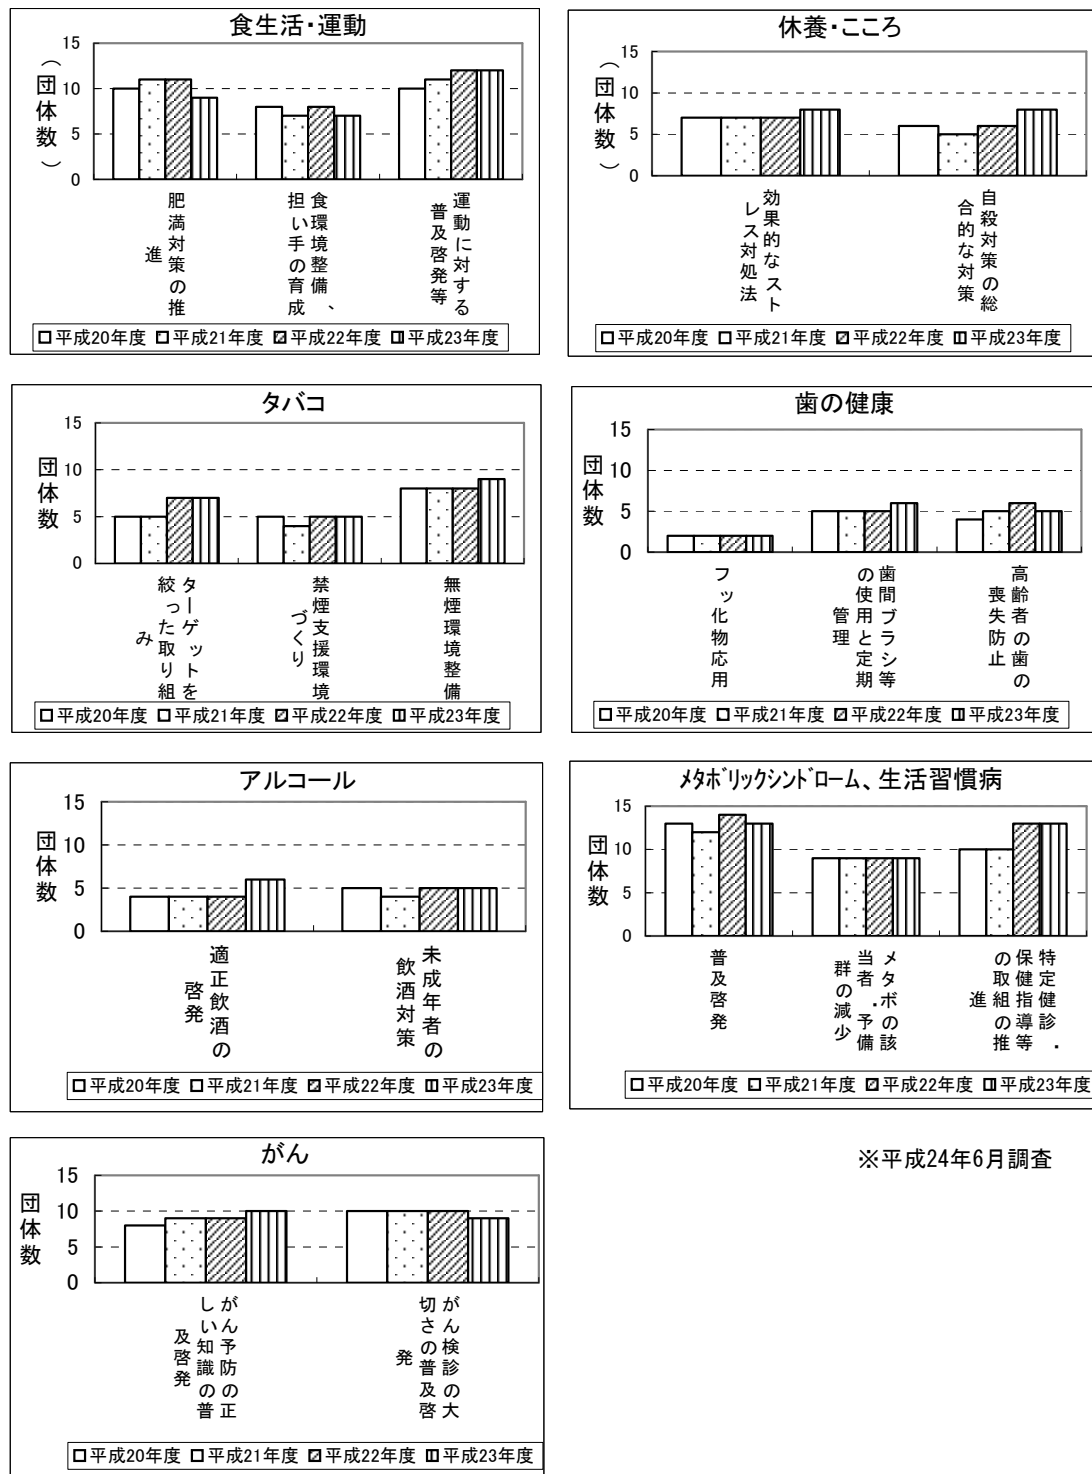 食生活・運動
（団体数）
15
10
5
0
肥満対策の推
進
食環境整備、
担い手の育成
運動に対する
普及啓発等
平成20年度 平成21年度 平成22年度 平成23年度
休養・こころ
（団体数）
15
10
5
0
効果的なスト
レス対処法
自殺対策の総
合的な対策
平成20年度 平成21年度 平成22年度 平成23年度
タバコ
団体数
15
10
5
0
ターゲットを
絞った取り組
み
禁煙支援環境
づくり
無煙環境整備
平成20年度 平成21年度 平成22年度 平成23年度
歯の健康
団体数
15
10
5
0
フッ化物応用
歯間ブラシ等
の使用と定期
管理
高齢者の歯の
喪失防止
平成20年度 平成21年度 平成22年度 平成23年度
アルコール
団体数
15
10
5
0
適正飲酒の
啓発
未成年者の
飲酒対策
平成20年度 平成21年度 平成22年度 平成23年度
ﾒﾀﾎﾞﾘｯｸｼﾝﾄﾞﾛｰﾑ、生活習慣病
団体数
15
10
5
0
普及啓発
メタボの該
当者・予備
群の減少
特定健診・
保健指導等
の取組の推
進
平成20年度 平成21年度 平成22年度 平成23年度
がん
団体数
15
10
5
0
がん予防の正
しい知識の普
及啓発
がん検診の大
切さの普及啓
発
平成20年度 平成21年度 平成22年度 平成23年度
※平成24年6月調査